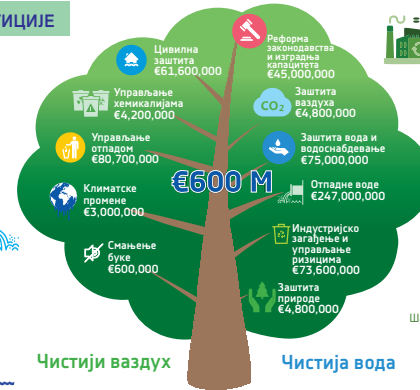 ТИЦИЈЕ
Цивилна
заштита
€61,600,000
Реформа
законодавства
и изградња
капацитета
€45,000,000
Управљање
хемикалијама
€4,200,000
CO₂
Заштита
ваздуха
€4,800,000
Управљање
отпадом
€80,700,000
Заштита вода и
водоснабдевање
€75,000,000
€600 M
Климатске
промене
€3,000,000
Отпадне воде
€247,000,000
Смањење
буке
€600,000
Индустријско
загађење и
управљање
ризицима
€73,600,000
Заштита
природе
€4,800,000
Ш
Чистији ваздух
Чистија вода